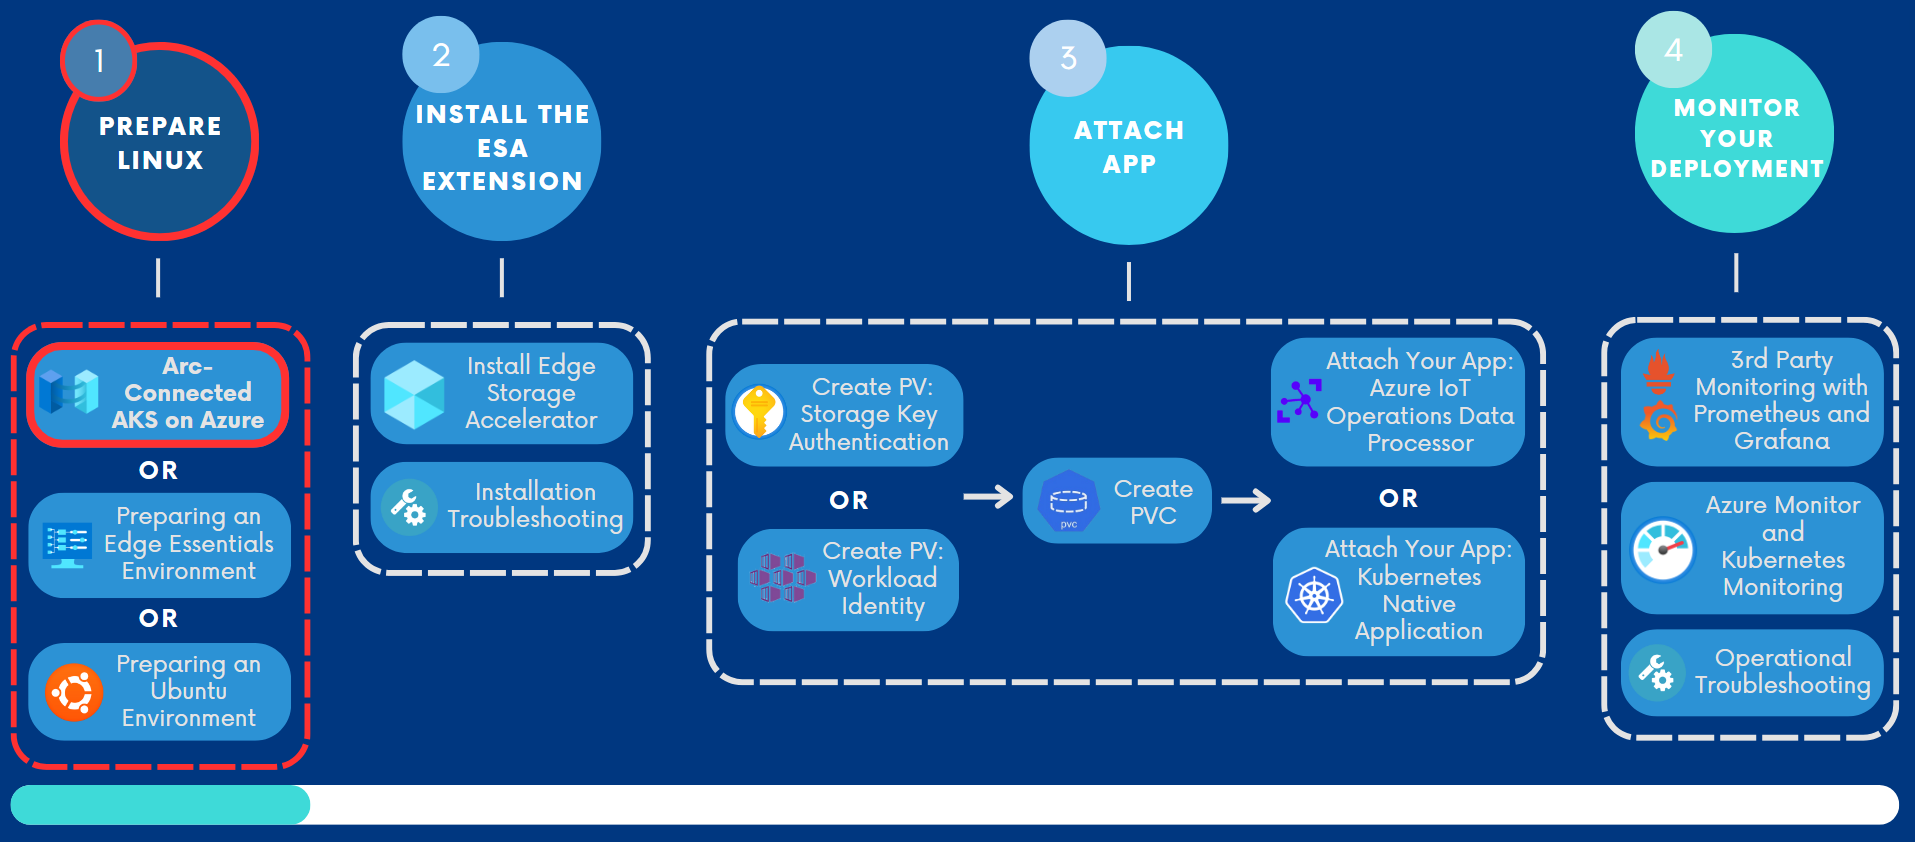 1
PREPARE
LINUX
Arc-
Connected
AKS on Azure
OR
Preparing an
Edge Essentials
Environment
OR
Preparing an
Ubuntu
Environment
2
INSTALL THE
ESA
EXTENSION
Install Edge
Storage
Accelerator
Installation
Troubleshooting
3
ATTACH
APP
Create PV:
Storage Key
Authentication
OR
Create PV:
Workload
Identity
Create
PVC
pvc
Attach Your App:
Azure IoT
Operations Data
Processor
OR
Attach Your App:
Kubernetes
Native
Application
4
MONITOR
YOUR
DEPLOYMENT
3rd Party
Monitoring with
Prometheus and
Grafana
Azure Monitor
and
Kubernetes
Monitoring
Operational
Troubleshooting